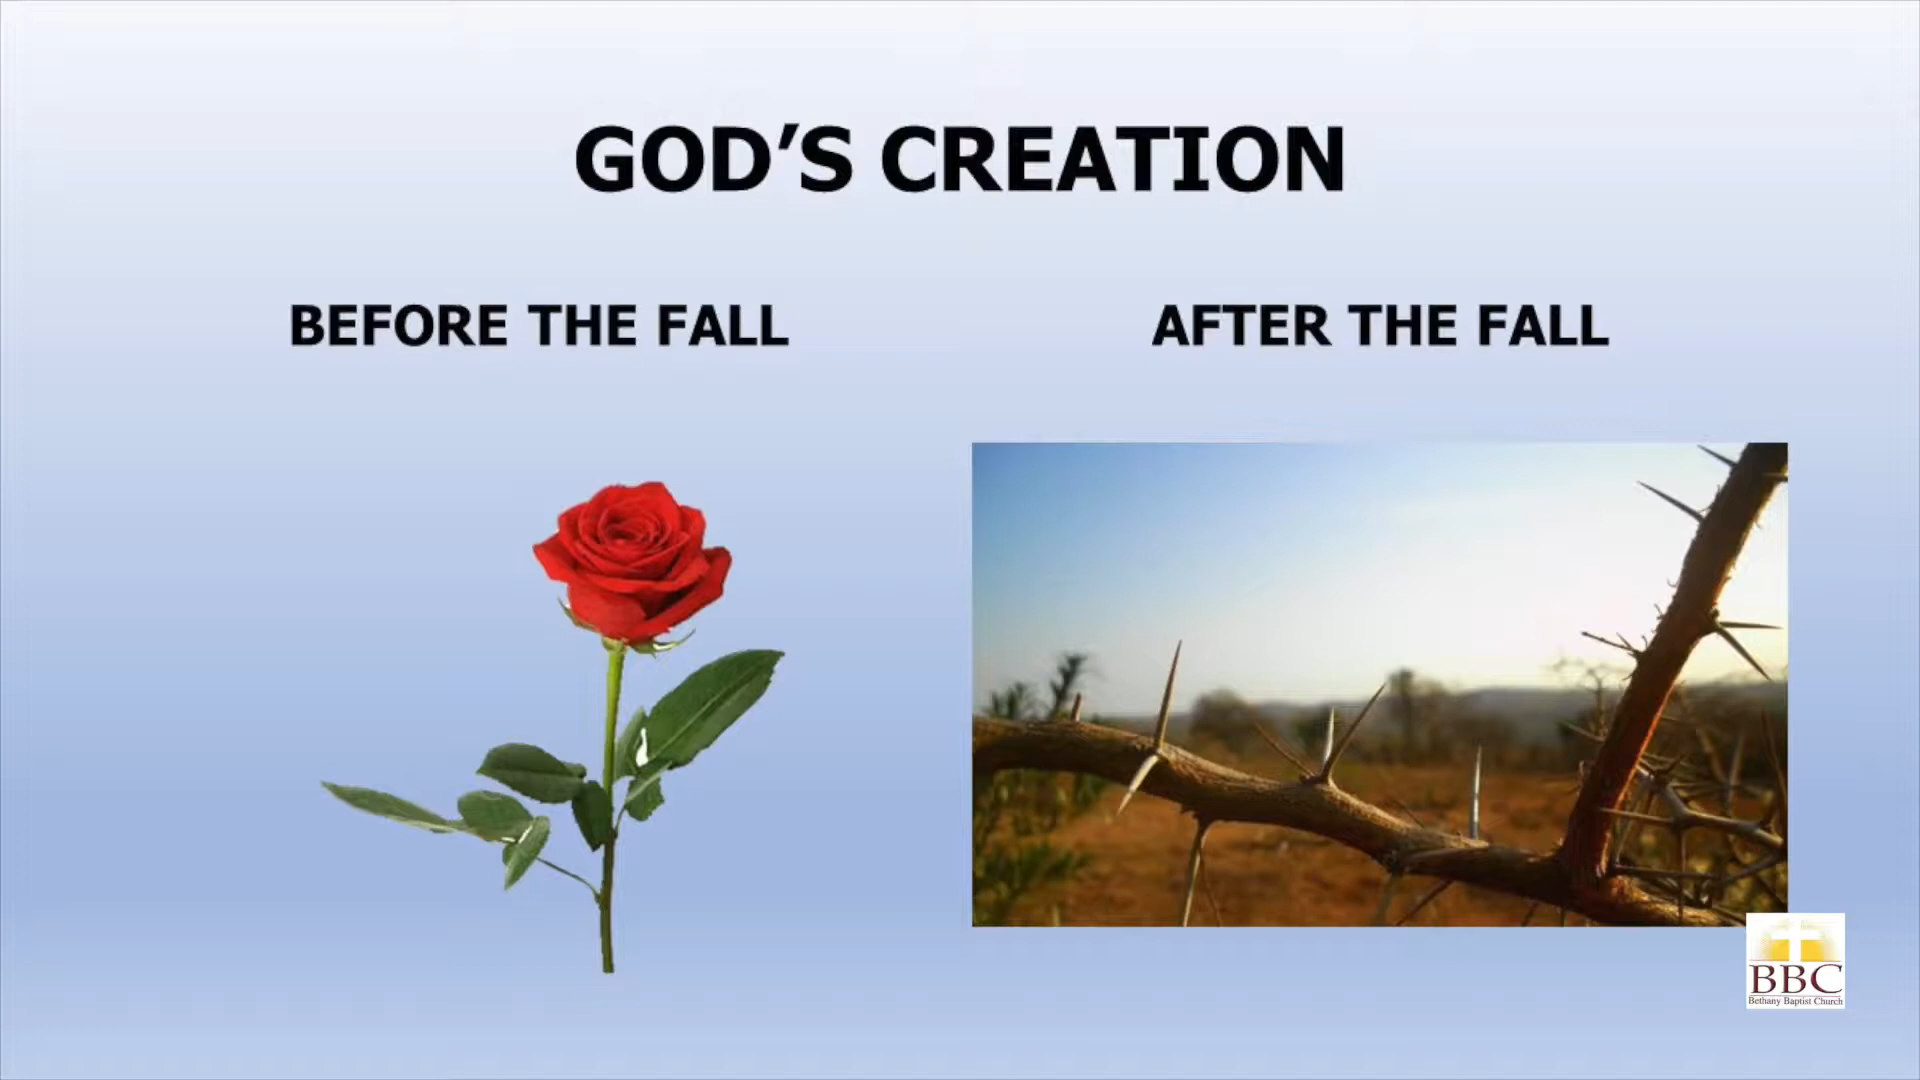 GOD’S CREATION
BEFORE THE FALL
AFTER THE FALL
BBC
Bethany Baptist Church